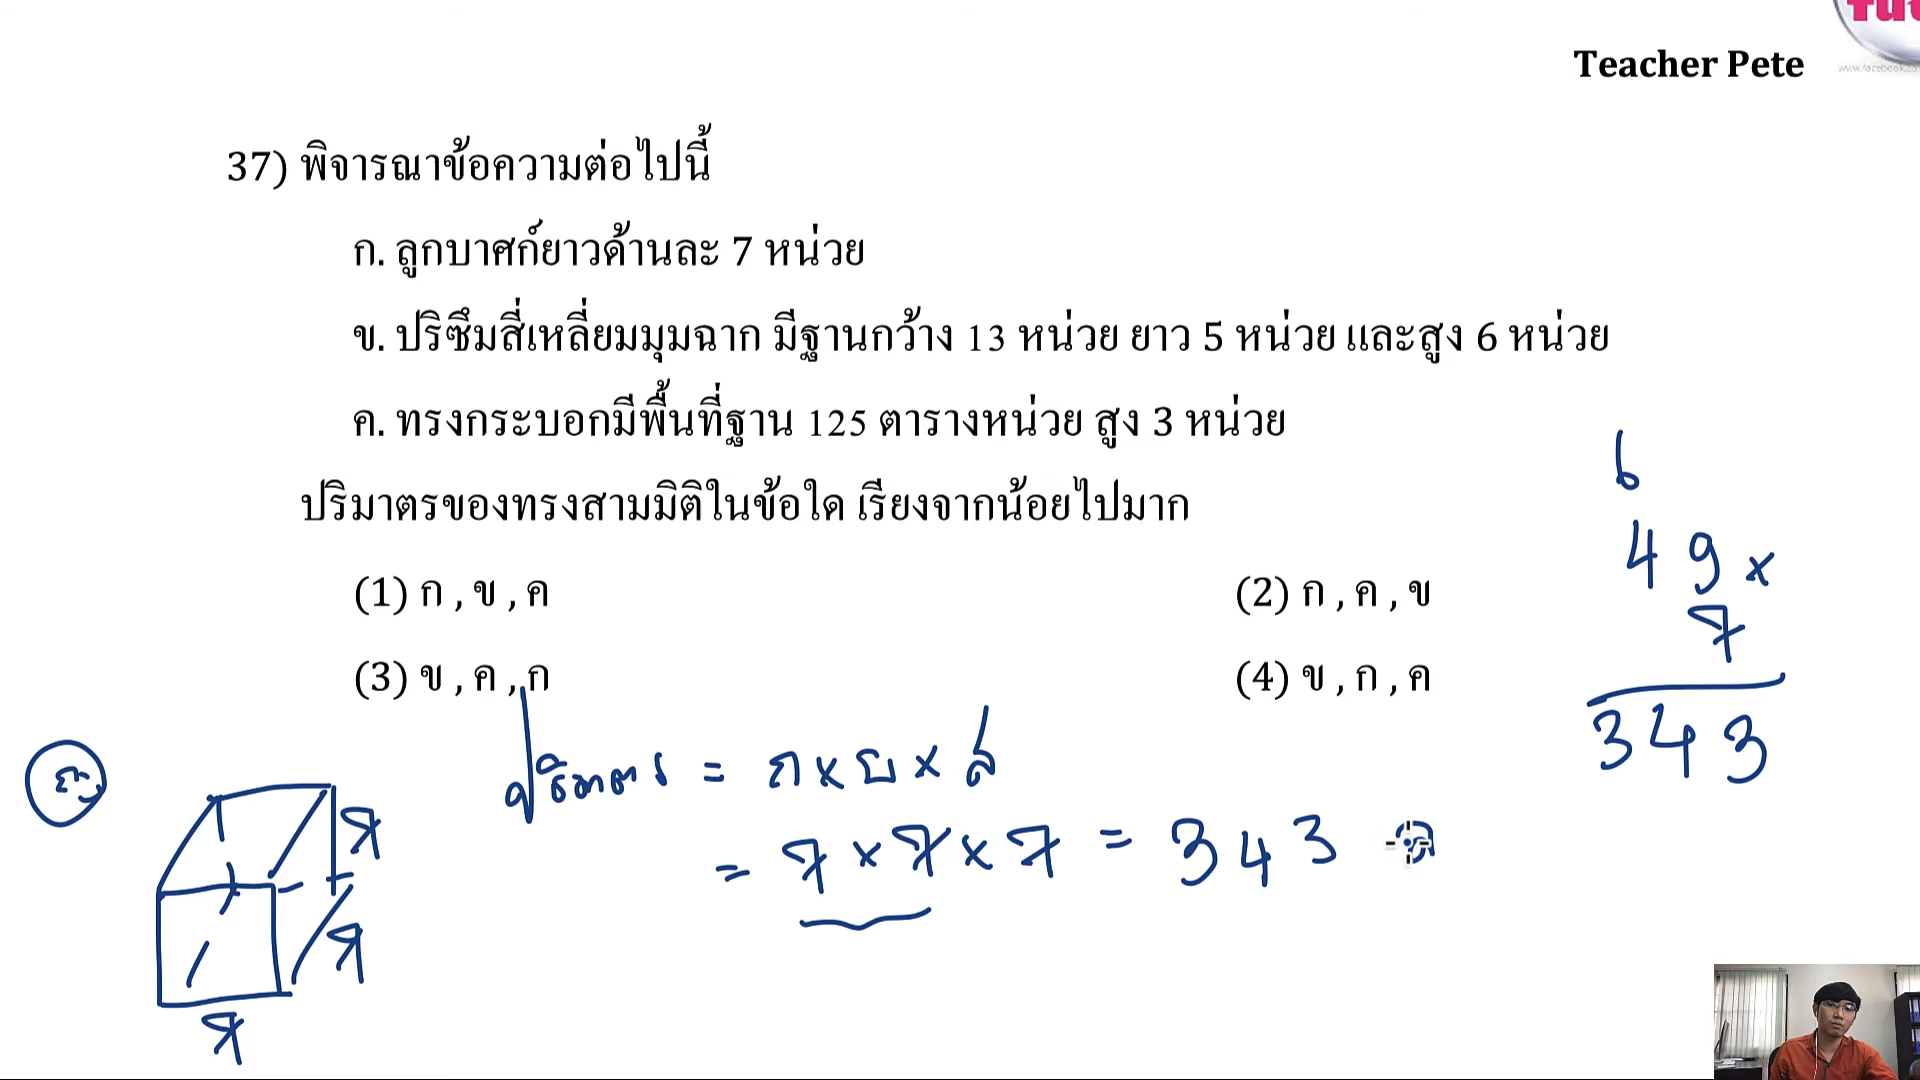 Teacher Pete
37) พิจารณาข้อความต่อไปนี้
ก. ลูกบาศก์ยาวด้านละ 7 หน่วย
ข. ปริซึมสี่เหลี่ยมมุมฉาก มีฐานกว้าง 13 หน่วย ยาว 5 หน่วย และสูง 6 หน่วย
ค. ทรงกระบอกมีพื้นที่ฐาน 125 ตารางหน่วย สูง 3 หน่วย
ปริมาตรของทรงสามมิติในข้อใด เรียงจากน้อยไปมาก
(1) ก , ข , ค
(2) ก , ค , ข
(3) ข , ค , ก
(4) ข , ก , ค
6
49 ×
7
343
ปริมาตร = ก × ย × ส
= 7 × 7 × 7 = 343
7
7
7